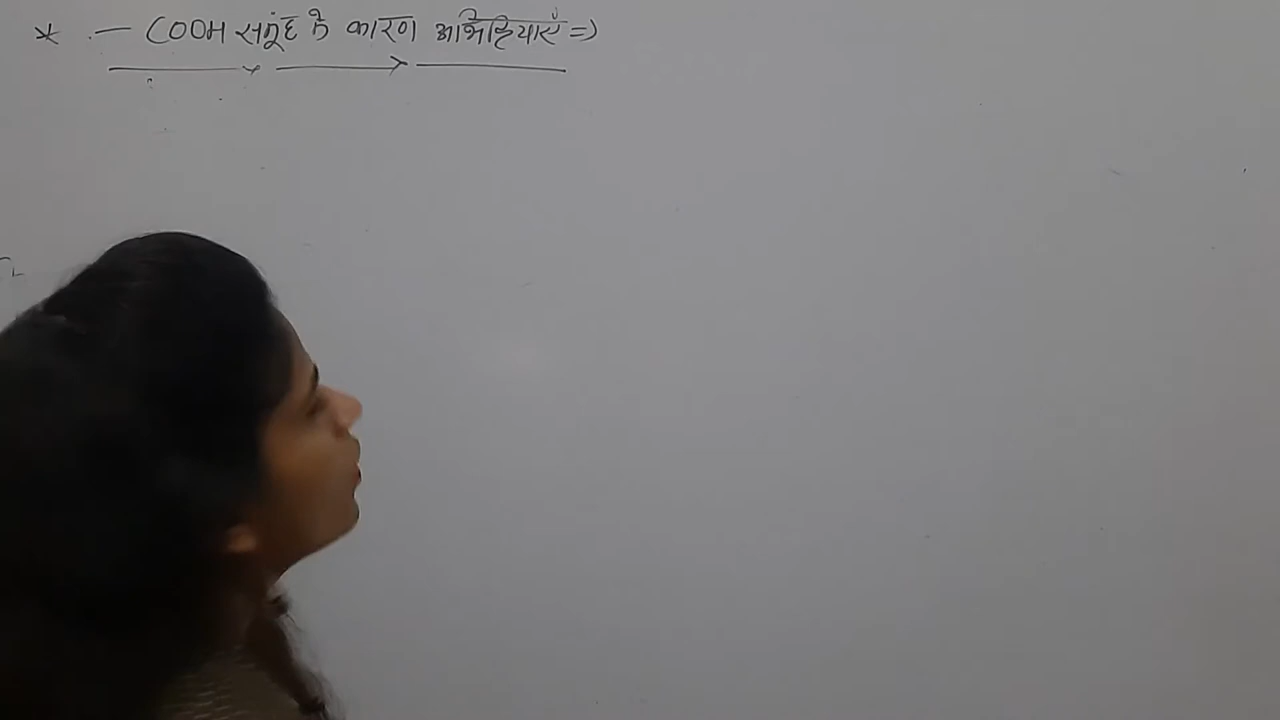 * - COOH समूह के कारण अभिक्रियाएं =>